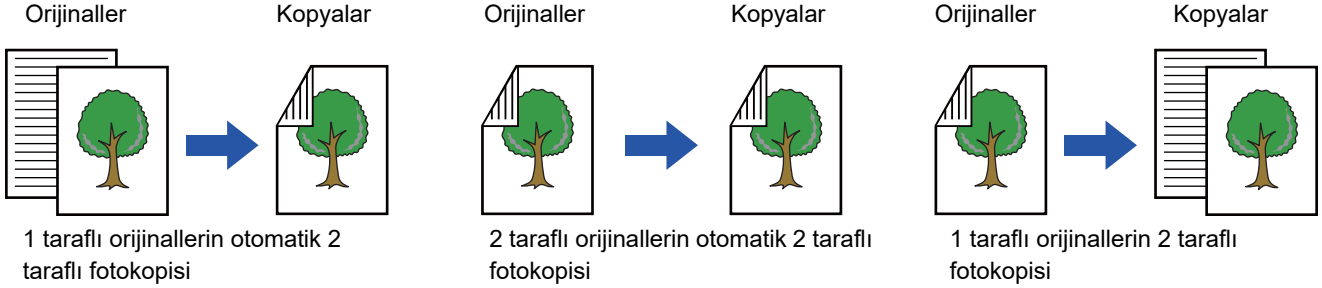 Orijinaller Kopyalar Orijinaller Kopyalar Orijinaller Kopyalar
1 taraflı orijinallerin otomatik 2
taraflı fotokopisi
2 taraflı orijinallerin otomatik 2 taraflı
fotokopisi
1 taraflı orijinallerin 2 taraflı
fotokopisi